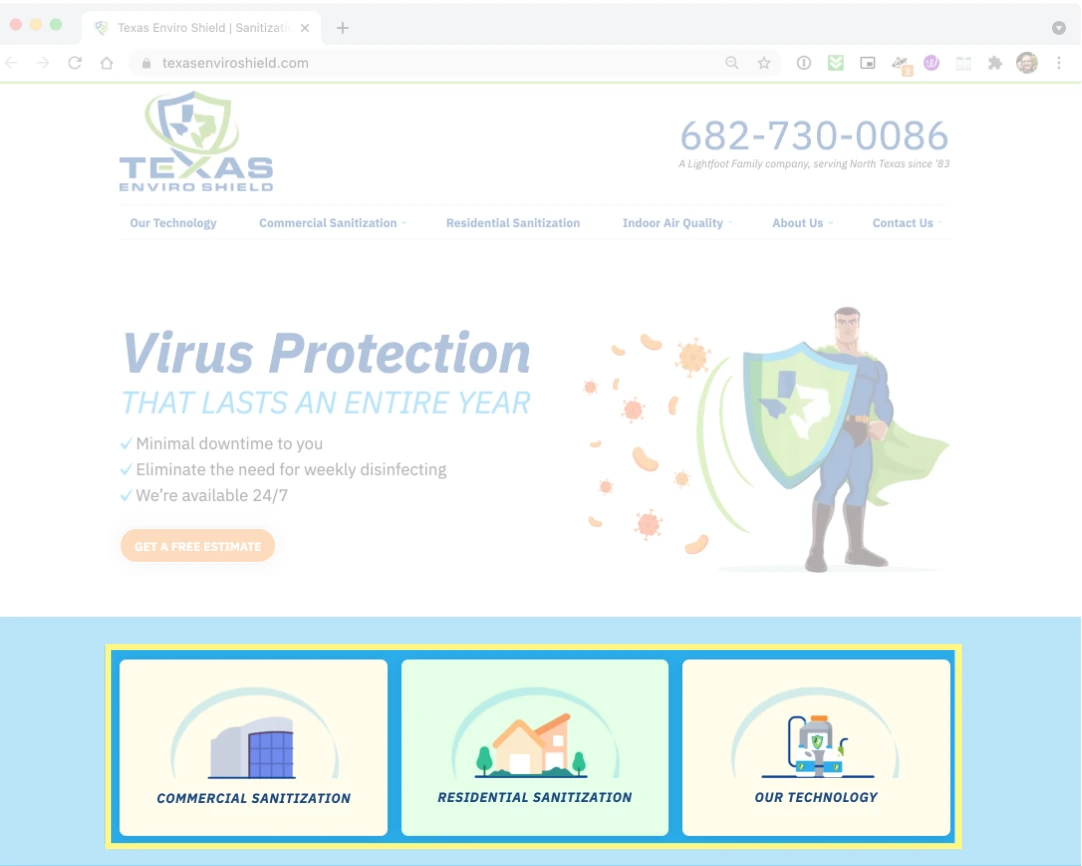 Texas Enviro Shield | Sanitizati
texasenviroshield.com
TEXAS
ENVIRO SHIELD
682-730-0086
A Lightfoot Family company, serving North Texas since '83
Our Technology
Commercial Sanitization
Residential Sanitization
Indoor Air Quality
About Us
Contact Us
Virus Protection
THAT LASTS AN ENTIRE YEAR
Minimal downtime to you
Eliminate the need for weekly disinfecting
We're available 24/7
GET A FREE ESTIMATE
COMMERCIAL SANITIZATION
RESIDENTIAL SANITIZATION
OUR TECHNOLOGY